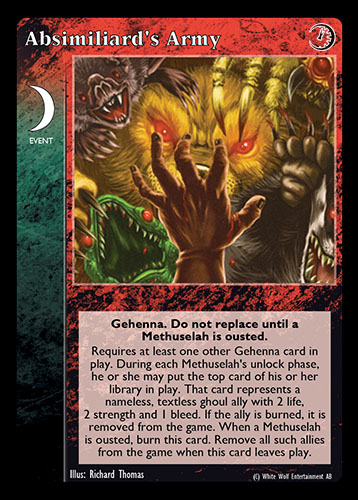 Absimiliard's Army
EVENT
Gehenna. Do not replace until a
Methuselah is ousted.
Requires at least one other Gehenna card in
play. During each Methuselah's unlock phase,
he or she may put the top card of his or her
library in play. That card represents a
nameless, textless ghoul ally with 2 life,
2 strength and 1 bleed. If the ally is burned, it is
removed from the game. When a Methuselah
is ousted, burn this card. Remove all such allies
from the game when this card leaves play.
Illus: Richard Thomas
(C) White Wolf Entertainment AB